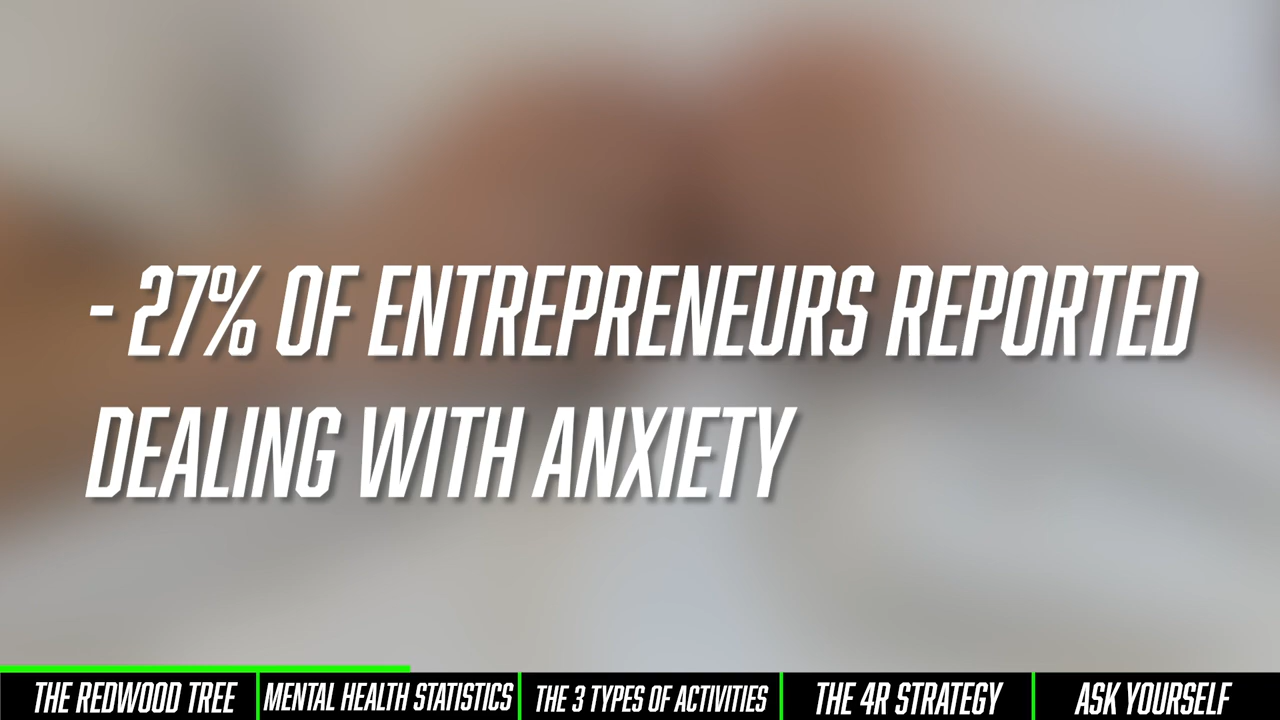 - 27% OF ENTREPRENEURS REPORTED
DEALING WITH ANXIETY
THE REDWOOD TREE
MENTAL HEALTH STATISTICS
THE 3 TYPES OF ACTIVITIES
THE 4R STRATEGY
ASK YOURSELF